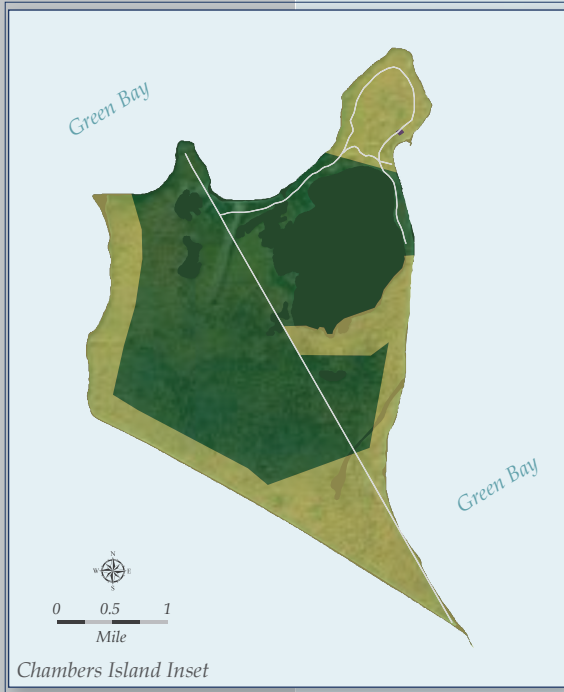 Green Bay
Green Bay
N
W E
S
0 0.5 1
Mile
Chambers Island Inset